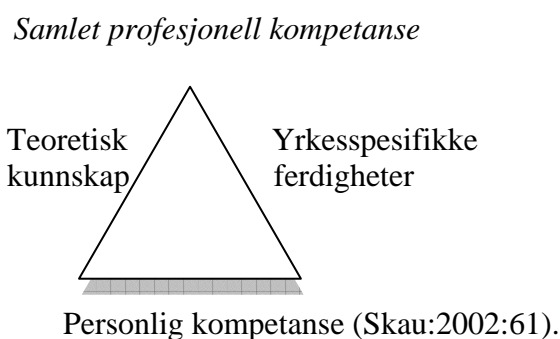 Samlet profesjonell kompetanse
Teoretisk
kunnskap
Yrkesspesifikke
ferdigheter
Personlig kompetanse (Skau:2002:61).